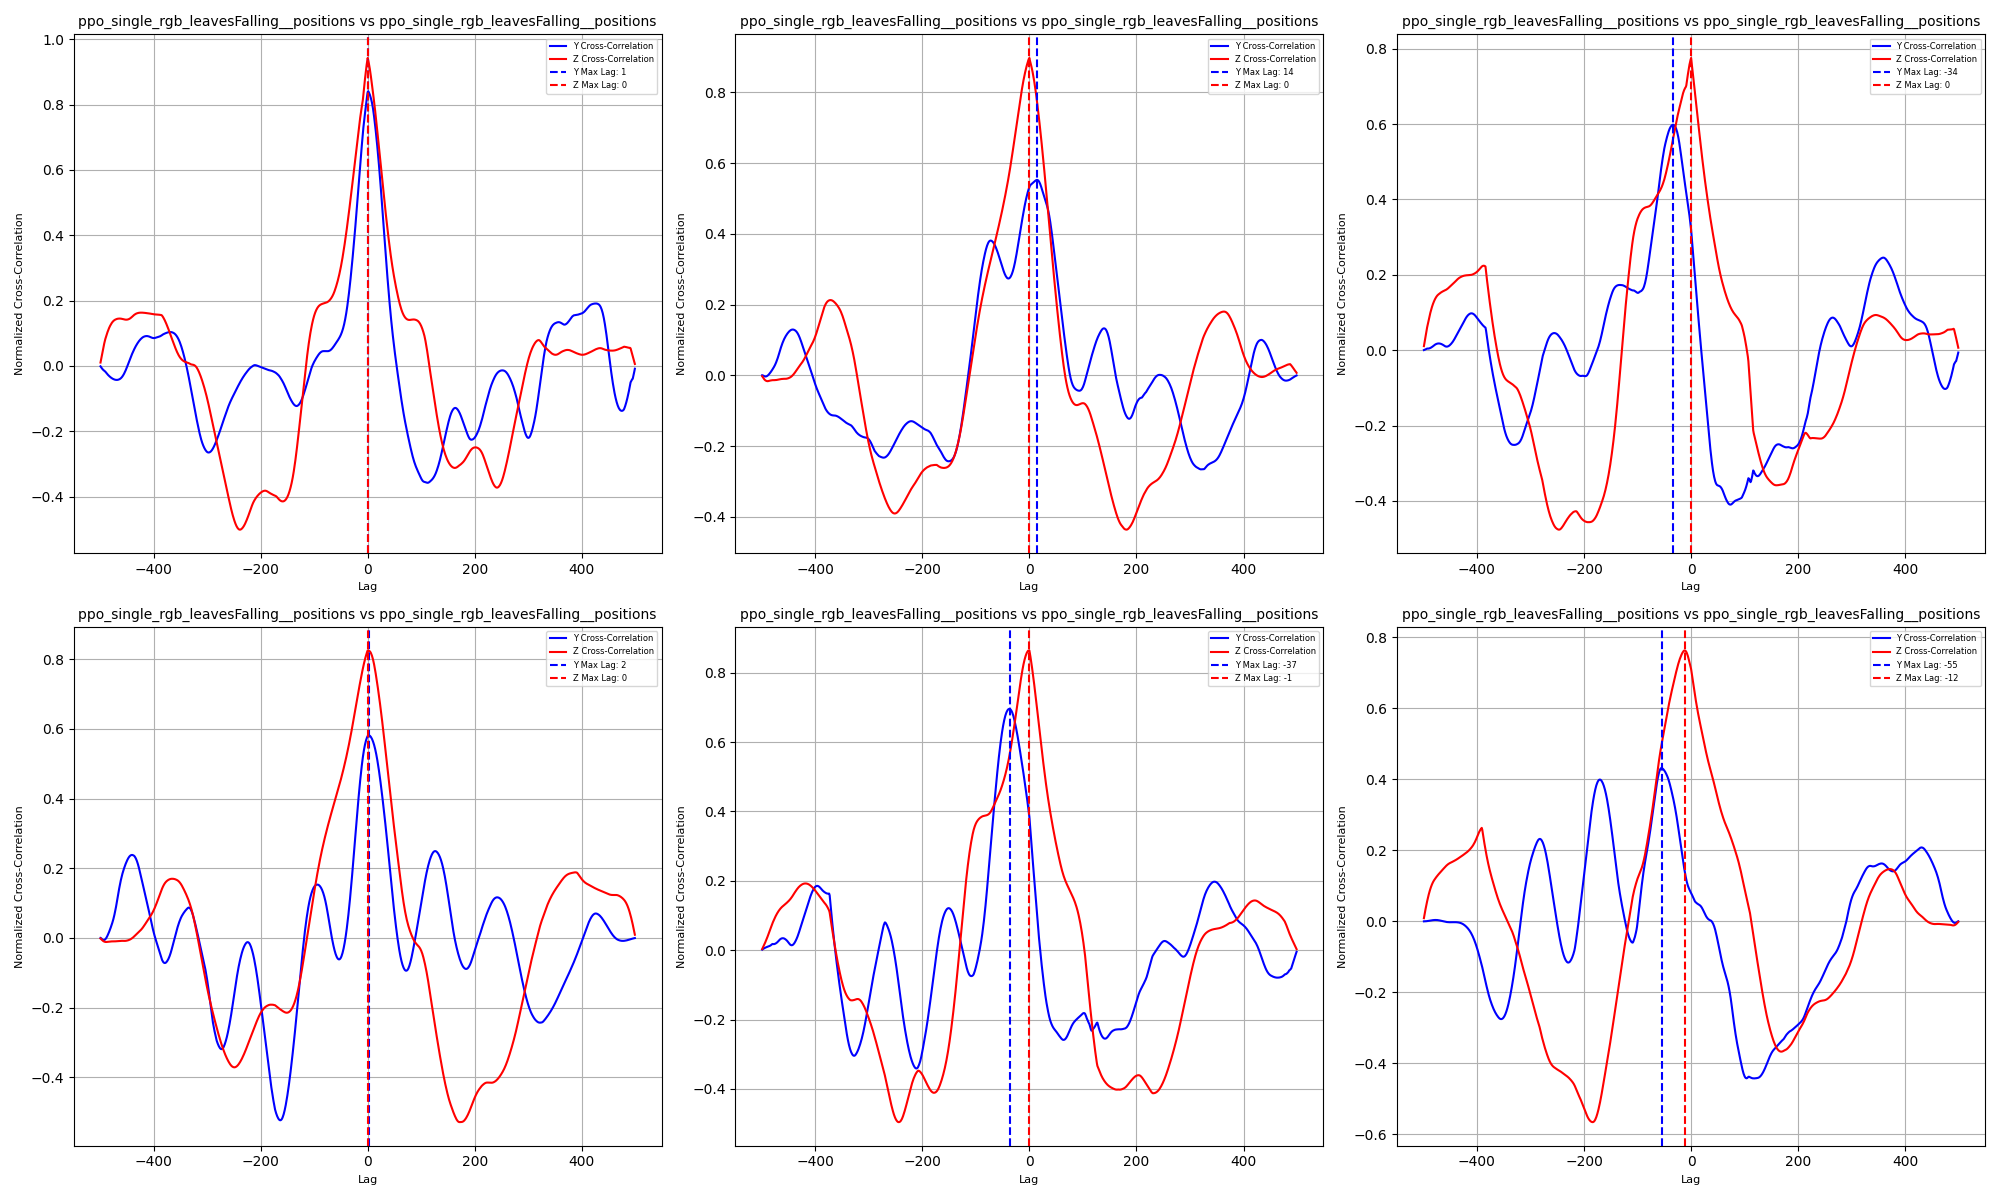 ppo_single_rgb_leavesFalling__positions vs ppo_single_rgb_leavesFalling__positions
Normalized Cross-Correlation
1.0
0.8
0.6
0.4
0.2
0.0
−0.2
−0.4
Y Cross-Correlation
Z Cross-Correlation
Y Max Lag: 1
Z Max Lag: 0
−400 −200 0 200 400
Lag
ppo_single_rgb_leavesFalling__positions vs ppo_single_rgb_leavesFalling__positions
Normalized Cross-Correlation
0.8
0.6
0.4
0.2
0.0
−0.2
−0.4
Y Cross-Correlation
Z Cross-Correlation
Y Max Lag: 14
Z Max Lag: 0
−400 −200 0 200 400
Lag
ppo_single_rgb_leavesFalling__positions vs ppo_single_rgb_leavesFalling__positions
Normalized Cross-Correlation
0.8
0.6
0.4
0.2
0.0
−0.2
−0.4
Y Cross-Correlation
Z Cross-Correlation
Y Max Lag: -34
Z Max Lag: 0
−400 −200 0 200 400
Lag
ppo_single_rgb_leavesFalling__positions vs ppo_single_rgb_leavesFalling__positions
Normalized Cross-Correlation
0.8
0.6
0.4
0.2
0.0
−0.2
−0.4
Y Cross-Correlation
Z Cross-Correlation
Y Max Lag: 2
Z Max Lag: 0
−400 −200 0 200 400
Lag
ppo_single_rgb_leavesFalling__positions vs ppo_single_rgb_leavesFalling__positions
Normalized Cross-Correlation
0.8
0.6
0.4
0.2
0.0
−0.2
−0.4
Y Cross-Correlation
Z Cross-Correlation
Y Max Lag: -37
Z Max Lag: -1
−400 −200 0 200 400
Lag
ppo_single_rgb_leavesFalling__positions vs ppo_single_rgb_leavesFalling__positions
Normalized Cross-Correlation
0.8
0.6
0.4
0.2
0.0
−0.2
−0.4
−0.6
Y Cross-Correlation
Z Cross-Correlation
Y Max Lag: -55
Z Max Lag: -12
−400 −200 0 200 400
Lag